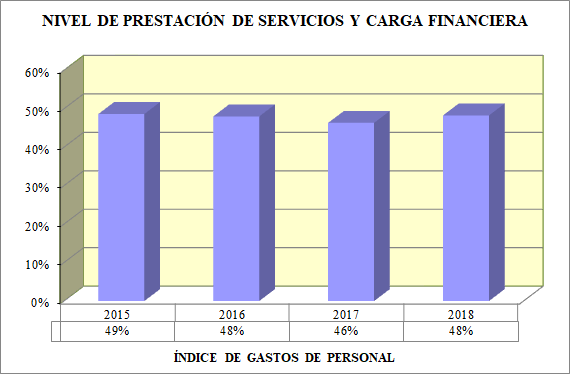 NIVEL DE PRESTACIÓN DE SERVICIOS Y CARGA FINANCIERA
60%
50%
40%
30%
20%
10%
0%
2015 2016 2017 2018
49% 48% 46% 48%
ÍNDICE DE GASTOS DE PERSONAL